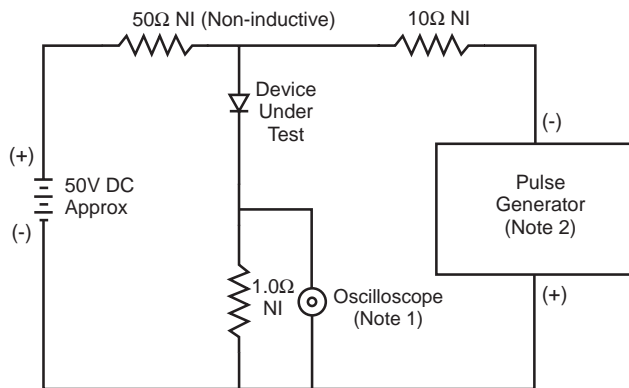 50Ω NI (Non-inductive)
10Ω NI
Device
Under
Test
(+)
50V DC
Approx
(-)
1.0Ω
NI
Oscilloscope
(Note 1)
(-)
Pulse
Generator
(Note 2)
(+)